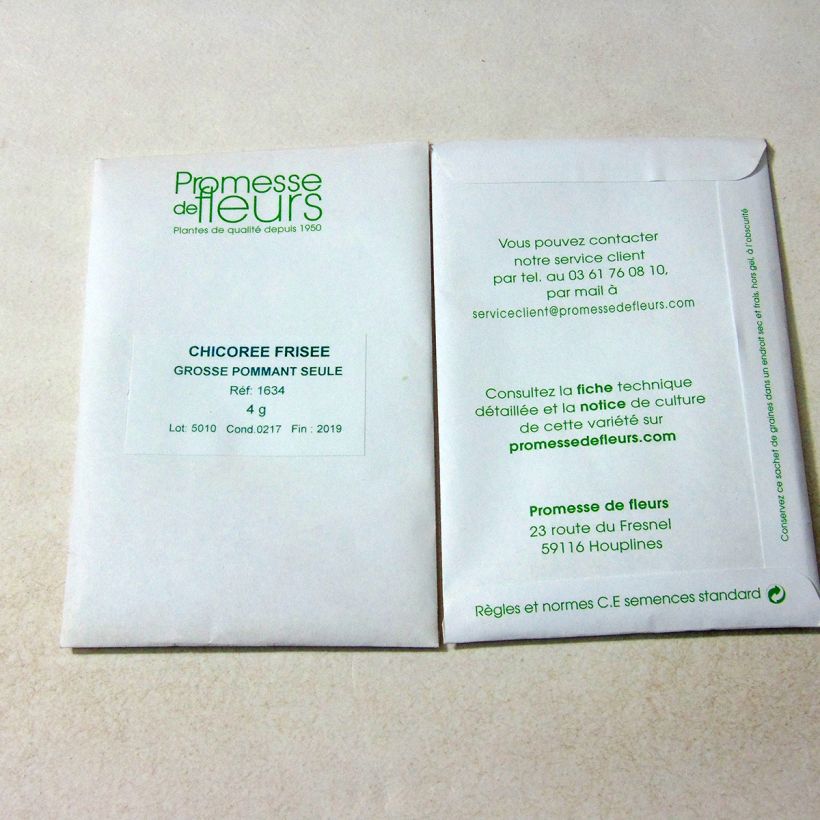 Promesse
de fleurs
Plantes de qualité depuis 1950
CHICOREE FRISEE
GROSSE POMMANT SEULE
Réf: 1634
4 g
Lot: 5010 Cond.0217 Fin : 2019
Vous pouvez contacter
notre service client
par tel. au 03 61 76 08 10,
par mail à
serviceclient@promessedefleurs.com
Consultez la fiche technique
détaillée et la notice de culture
de cette variété sur
promessedefleurs.com
Promesse de fleurs
23 route du Fresnel
59116 Houplines
Règles et normes C.E semences standard
Conservez ce sachet de graines dans un endroit sec et frais, hors gel, à l'obscurité